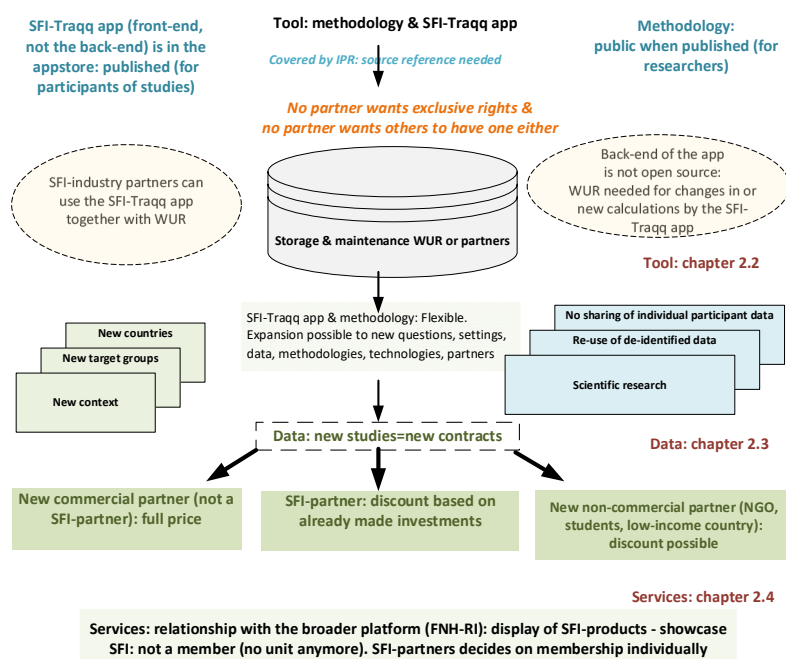 SFI-Traqq app (front-end,
not the back-end) is in the
appstore: published (for
participants of studies)
Tool: methodology & SFI-Traqq app
Covered by IPR: source reference needed
Methodology:
public when published (for
researchers)
No partner wants exclusive rights &
no partner wants others to have one either
SFI-industry partners can
use the SFI-Traqq app
together with WUR
Storage & maintenance WUR or partners
Back-end of the app
is not open source:
WUR needed for changes in or
new calculations by the SFI-
Traqq app
Tool: chapter 2.2
New countries
New target groups
New context
SFI-Traqq app & methodology: Flexible.
Expansion possible to new questions, settings,
data, methodologies, technologies, partners
No sharing of individual participant data
Re-use of de-identified data
Scientific research
Data: new studies=new contracts
Data: chapter 2.3
New commercial partner (not a
SFI-partner): full price
SFI-partner: discount based on
already made investments
New non-commercial partner (NGO,
students, low-income country):
discount possible
Services: chapter 2.4
Services: relationship with the broader platform (FNH-RI): display of SFI-products - showcase
SFI: not a member (no unit anymore). SFI-partners decides on membership individually